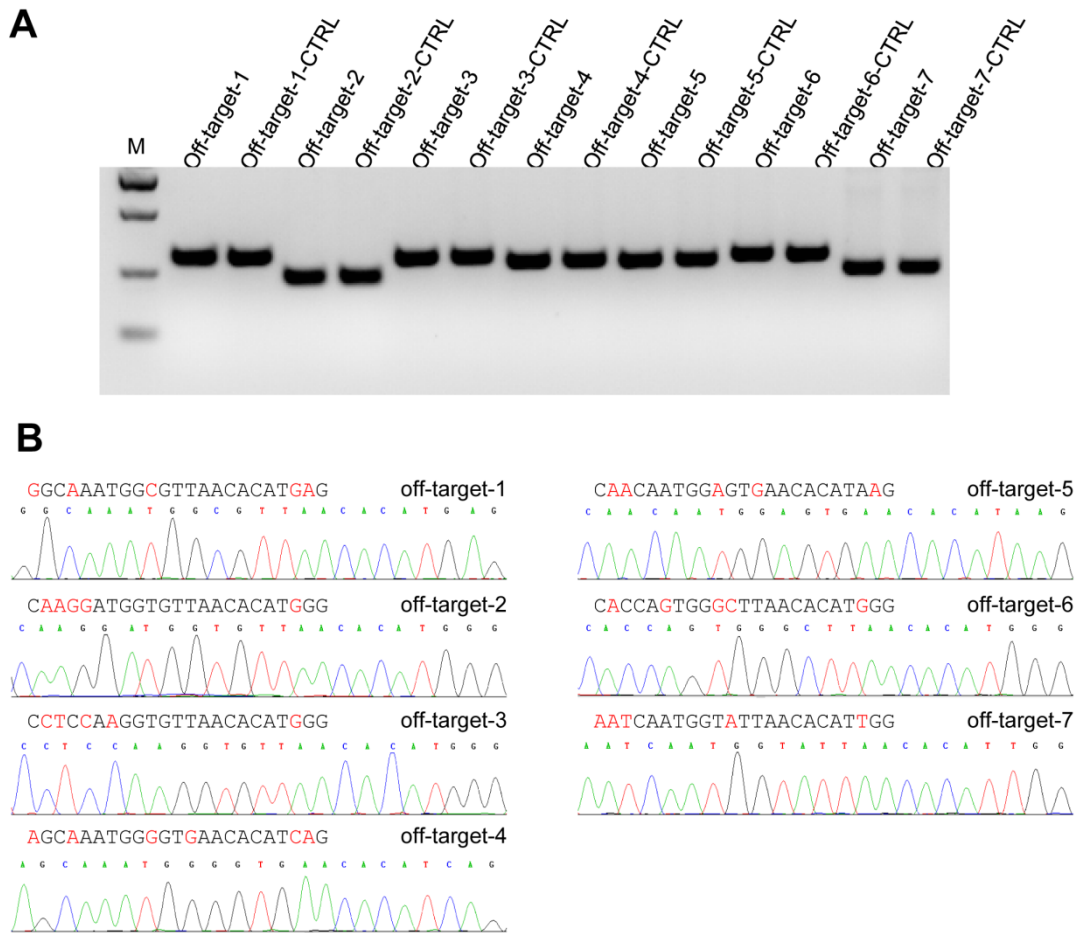 A
M
Off-target-1
Off-target-1-CTRL
Off-target-2
Off-target-2-CTRL
Off-target-3
Off-target-3-CTRL
Off-target-4
Off-target-4-CTRL
Off-target-5
Off-target-5-CTRL
Off-target-6
Off-target-6-CTRL
Off-target-7
Off-target-7-CTRL
B
GGCAAATGGCGTTAACACATGAG off-target-1
G G C A A A T G G C G T T A A C A C A T G A G
CAAGGATGGTGTTAACACATGGG off-target-2
C A A G G A T G G T G T T A A C A C A T G G G
CCTCCAAGGTGTTAACACATGGG off-target-3
C C T C C A A G G T G T T A A C A C A T G G G
AGCAAATGGGGTGAACACATCAG off-target-4
A G C A A A T G G G G T G A A C A C A T C A G
CAACAATGGAGTGAACACATAAG off-target-5
C A A C A A T G G A G T G A A C A C A T A A G
CACCAGTGGGCTTAACACATGGG off-target-6
C A C C A G T G G G C T T A A C A C A T G G G
AATCAATGGTATTAACACATTGG off-target-7
A A T C A A T G G T A T T A A C A C A T T G G